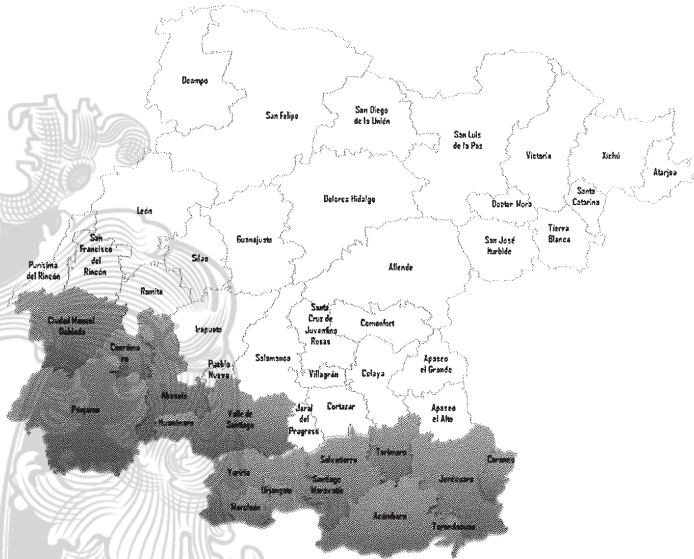 Ocampo
San Felipe
San Diego
de la Unión
San Luis
de la Paz
Victoria
Xichú
Atarjea
Santa
Catarina
Doctor Mora
Tierra
Blanca
San José
Iturbide
Dolores Hidalgo
León
Guanajuato
Silao
San
Francisco
del
Rincón
Purísima
del Rincón
Romita
Allende
Ciudad Manuel
Doblado
Irapuato
Santa
Cruz de
Juventino
Rosas
Comonfort
Salamanca
Pueblo
Nuevo
Villagrán
Celaya
Apaseo
el Grande
Pénjamo
Abasolo
Huanímaro
Valle de
Santiago
Jaral
del
Progreso
Cortazar
Apaseo
el Alto
Salvatierra
Tarimoro
Coroneo
Jerécuaro
Yuriria
Santiago
Maravatío
Uriangato
Moroleón
Acámbaro
Tarandacuao